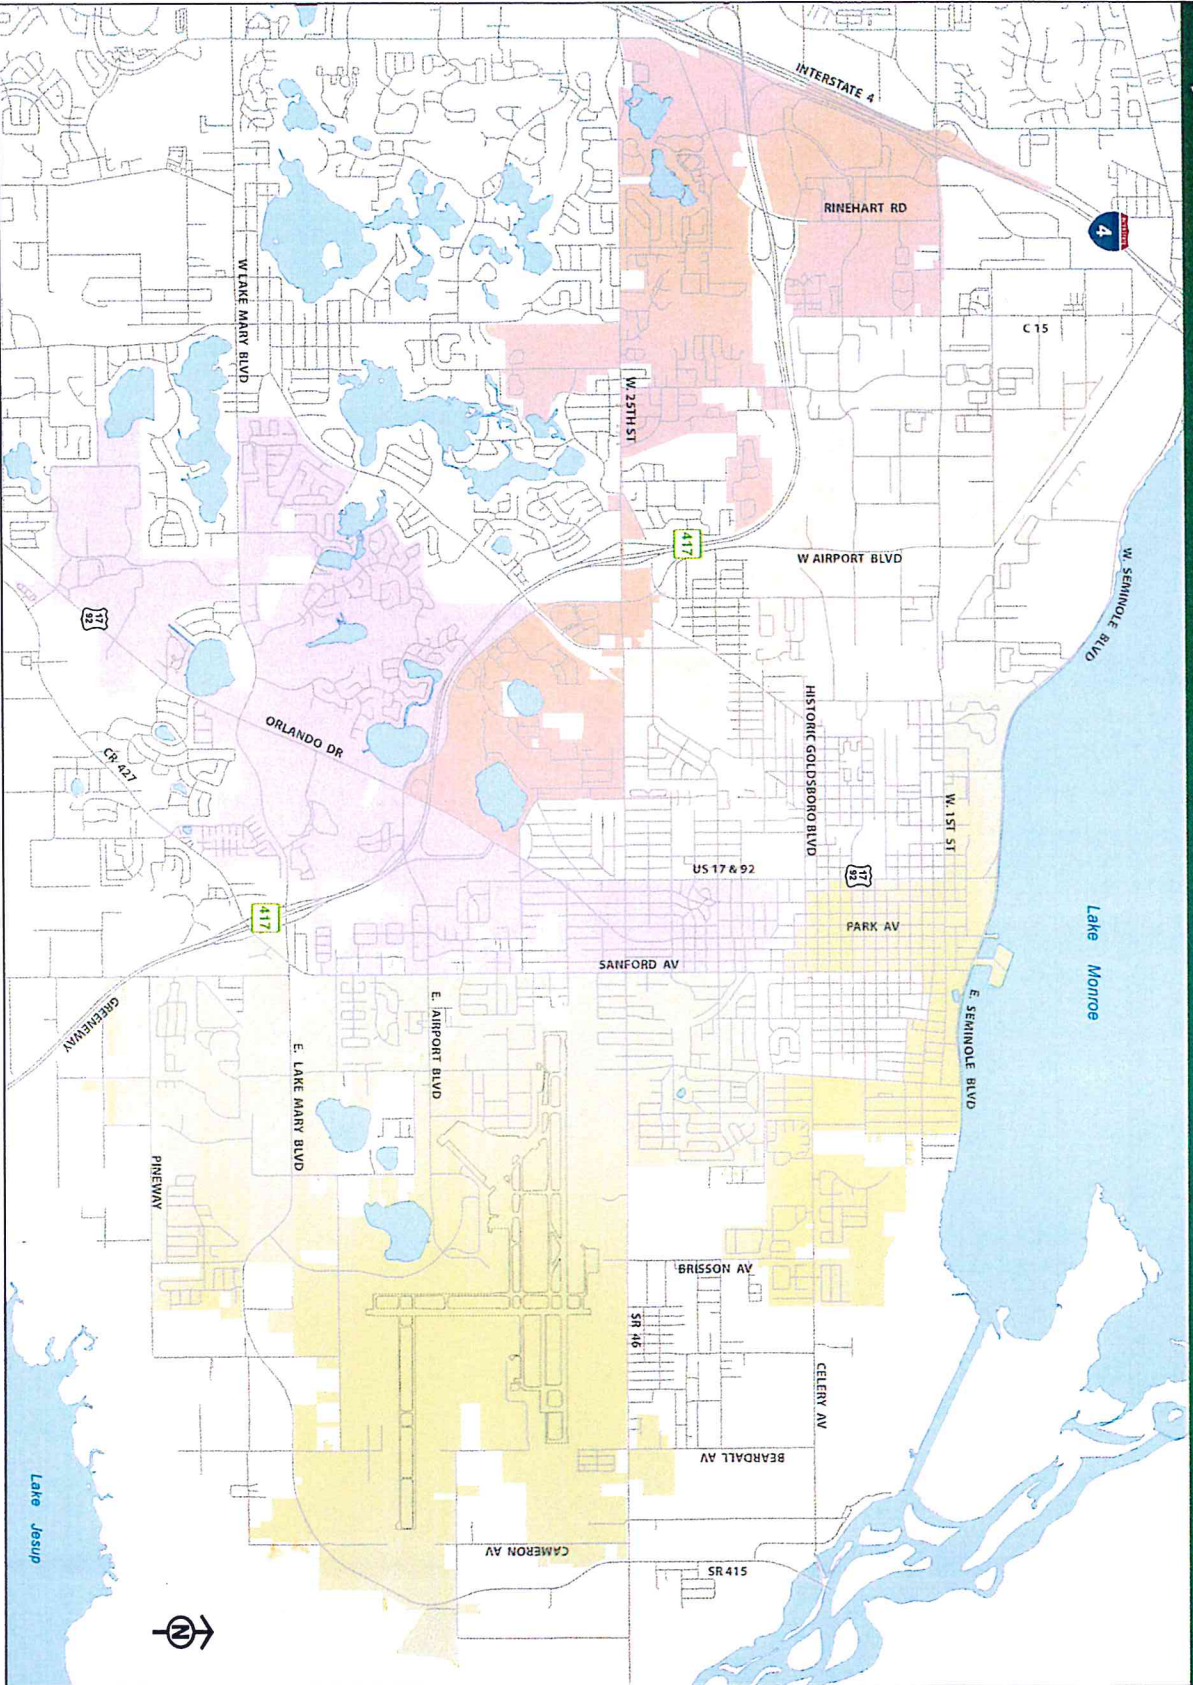 INTERSTATE 4
4
RINEHART RD
C 15
W LAKE MARY BLVD
W. 25TH ST
417
W AIRPORT BLVD
W. SEMINOLE BLVD
17
92
ORLANDO DR
CR 427
HISTORIC GOLDSBORO BLVD
W. 1ST ST
US 17 & 92
17
92
PARK AV
Lake Monroe
417
SANFORD AV
GREENEWAY
E. AIRPORT BLVD
E. LAKE MARY BLVD
E. SEMINOLE BLVD
PINEWAY
BRISSON AV
SR 46
CELERY AV
BEARDALL AV
CAMERON AV
SR 415
Lake Jesup
N